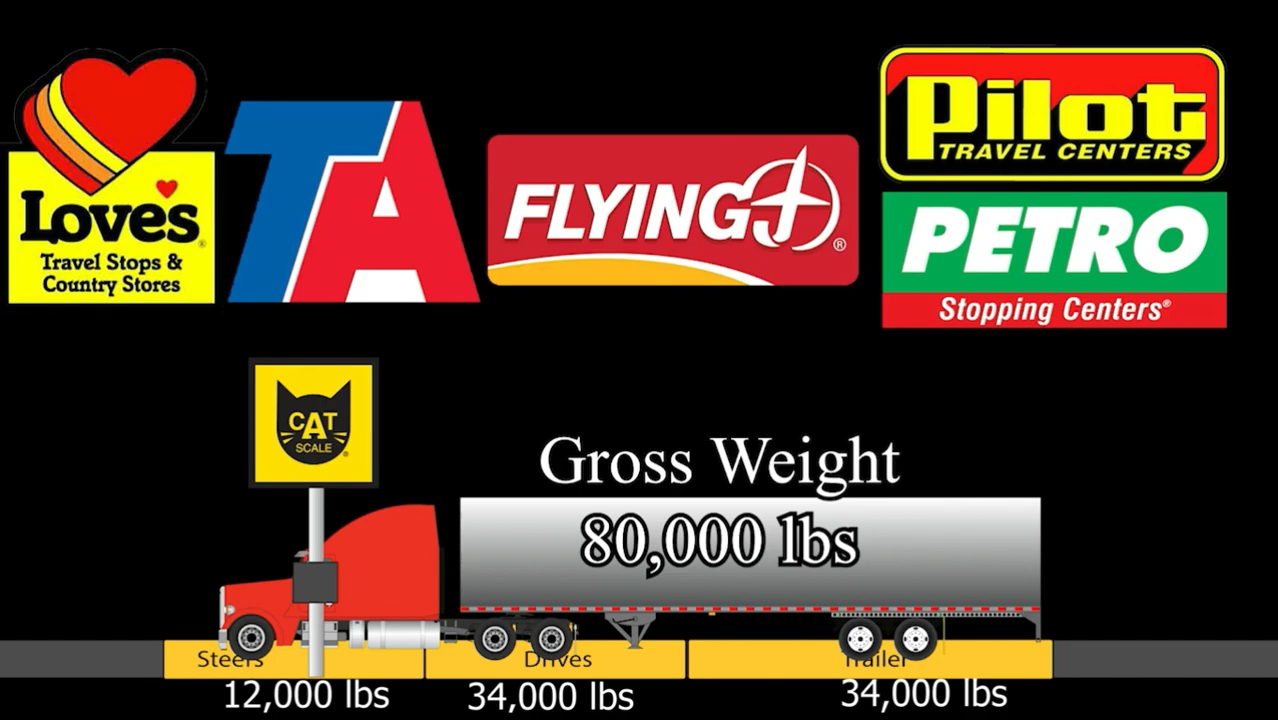 Love's
Travel Stops &
Country Stores
TA
FLYING J
Pilot
TRAVEL CENTERS
PETRO
Stopping Centers®
CAT
SCALE
Gross Weight
80,000 lbs
Steers
Drives
Trailer
12,000 lbs
34,000 lbs
34,000 lbs